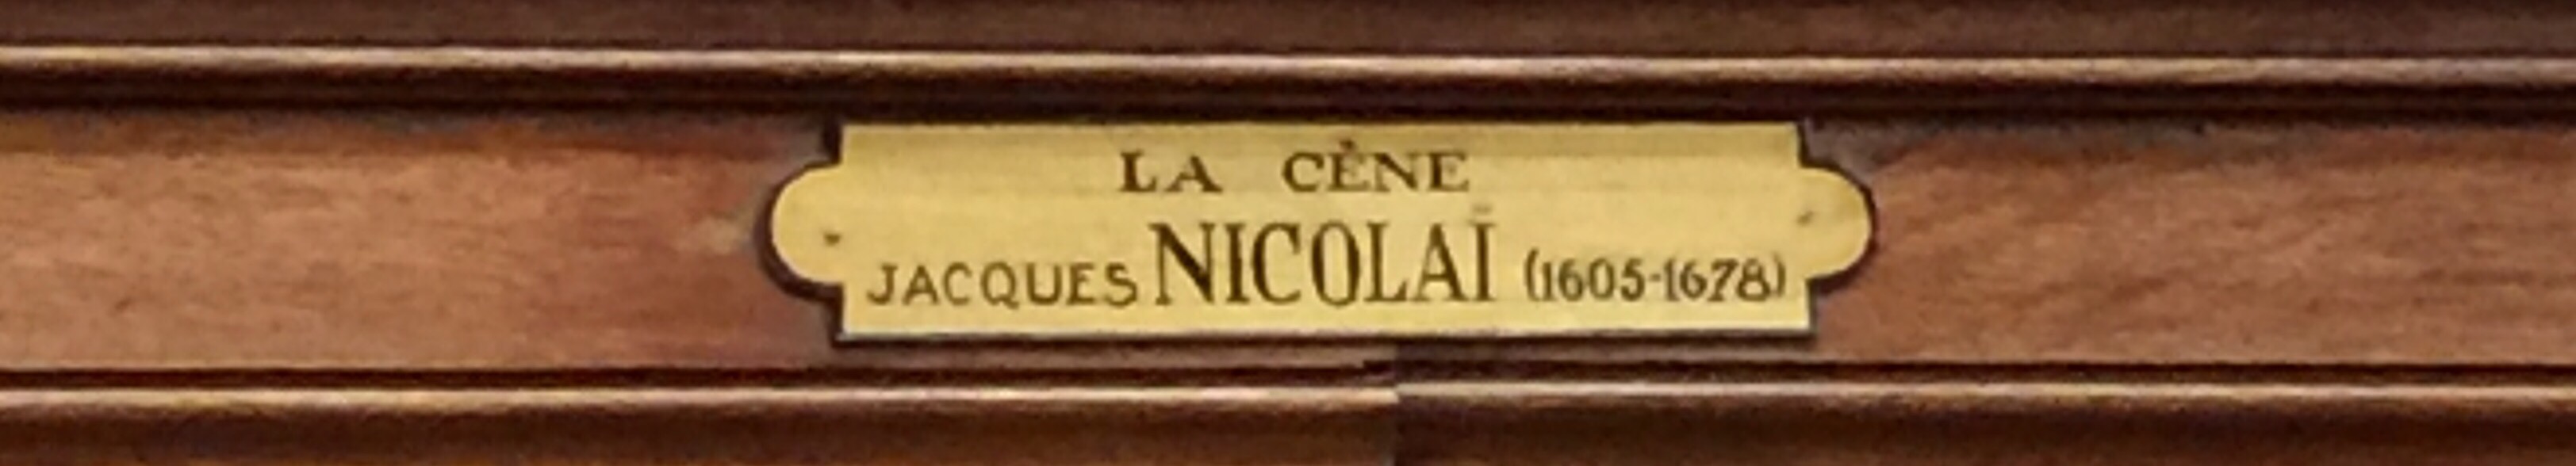 LA CÈNE
JACQUES NICOLAÏ (1605-1678)